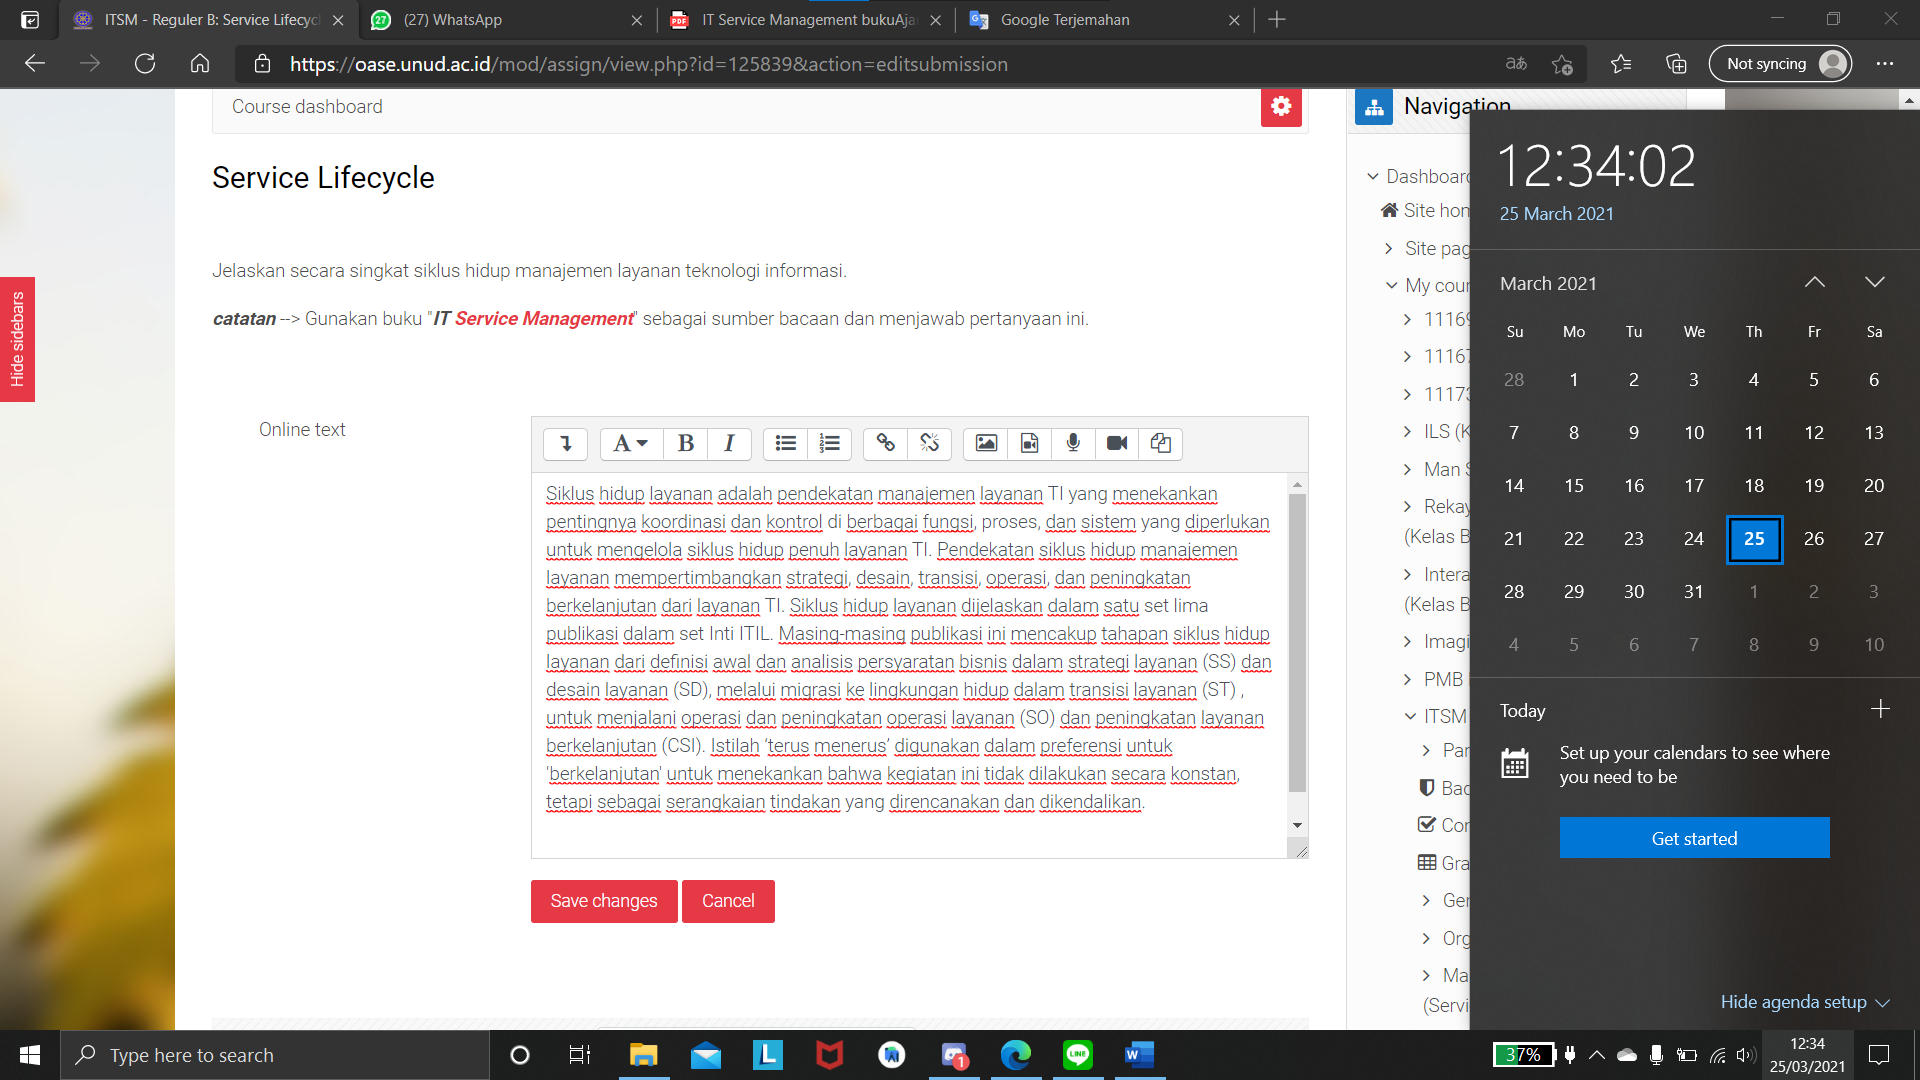 ITSM - Reguler B: Service Lifecycl
(27) WhatsApp
IT Service Management bukuAja
Google Terjemahan
https://oase.unud.ac.id/mod/assign/view.php?id=125839&action=editsubmission
Not syncing
Course dashboard
Navigation
Service Lifecycle
Jelaskan secara singkat siklus hidup manajemen layanan teknologi informasi.
catatan --> Gunakan buku "IT Service Management" sebagai sumber bacaan dan menjawab pertanyaan ini.
Hide sidebars
Online text
A B I
Siklus hidup layanan adalah pendekatan manajemen layanan TI yang menekankan
pentingnya koordinasi dan kontrol di berbagai fungsi, proses, dan sistem yang diperlukan
untuk mengelola siklus hidup penuh layanan TI. Pendekatan siklus hidup manajemen
layanan mempertimbangkan strategi, desain, transisi, operasi, dan peningkatan
berkelanjutan dari layanan TI. Siklus hidup layanan dijelaskan dalam satu set lima
publikasi dalam set Inti ITIL. Masing-masing publikasi ini mencakup tahapan siklus hidup
layanan dari definisi awal dan analisis persyaratan bisnis dalam strategi layanan (SS) dan
desain layanan (SD), melalui migrasi ke lingkungan hidup dalam transisi layanan (ST) ,
untuk menjalani operasi dan peningkatan operasi layanan (SO) dan peningkatan layanan
berkelanjutan (CSI). Istilah ‘terus menerus’ digunakan dalam preferensi untuk
'berkelanjutan' untuk menekankan bahwa kegiatan ini tidak dilakukan secara konstan,
tetapi sebagai serangkaian tindakan yang direncanakan dan dikendalikan.
Save changes
Cancel
Dashboard
Site hom
Site pag
My cour
11169
11167
11173
ILS (K
Man S
Rekay
(Kelas B
Intera
(Kelas B
Imagi
PMB
ITSM
Par
Bad
Cor
Gra
Ger
Org
Ma
(Servi
12:34:02
25 March 2021
March 2021
Su Mo Tu We Th Fr Sa
28 1 2 3 4 5 6
7 8 9 10 11 12 13
14 15 16 17 18 19 20
21 22 23 24 25 26 27
28 29 30 31 1 2 3
4 5 6 7 8 9 10
Today
Set up your calendars to see where
you need to be
Get started
Hide agenda setup
Type here to search
37%
12:34
25/03/2021